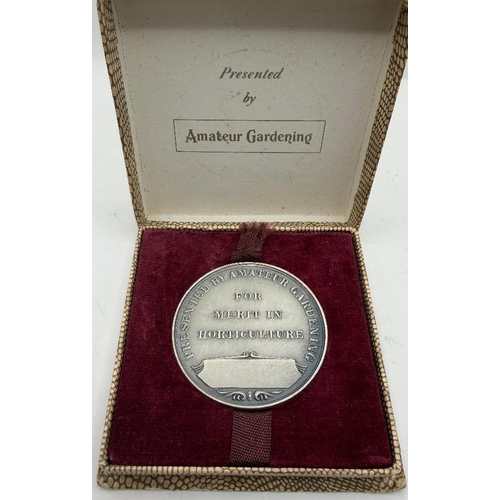 Presented
by
Amateur Gardening
PRESENTED BY AMATEUR GARDENING
FOR
MERIT IN
HORTICULTURE